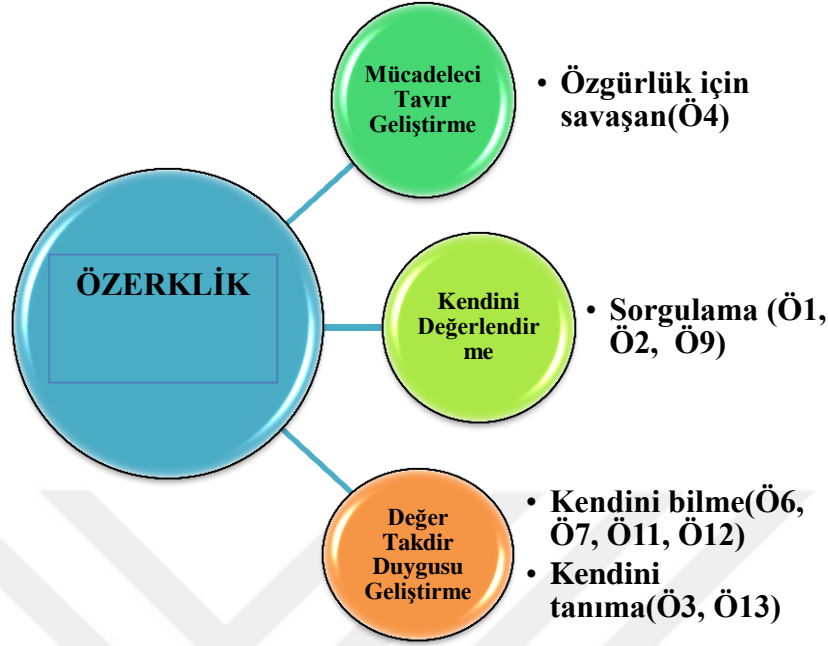 ÖZERKLİK
Mücadeleci
Tavır
Geliştirme
• Özgürlük için
savaşan(Ö4)
Kendini
Değerlendir
me
• Sorgulama (Ö1,
Ö2, Ö9)
Değer
Takdir
Duygusu
Geliştirme
• Kendini bilme(Ö6,
Ö7, Ö11, Ö12)
• Kendini
tanıma(Ö3, Ö13)